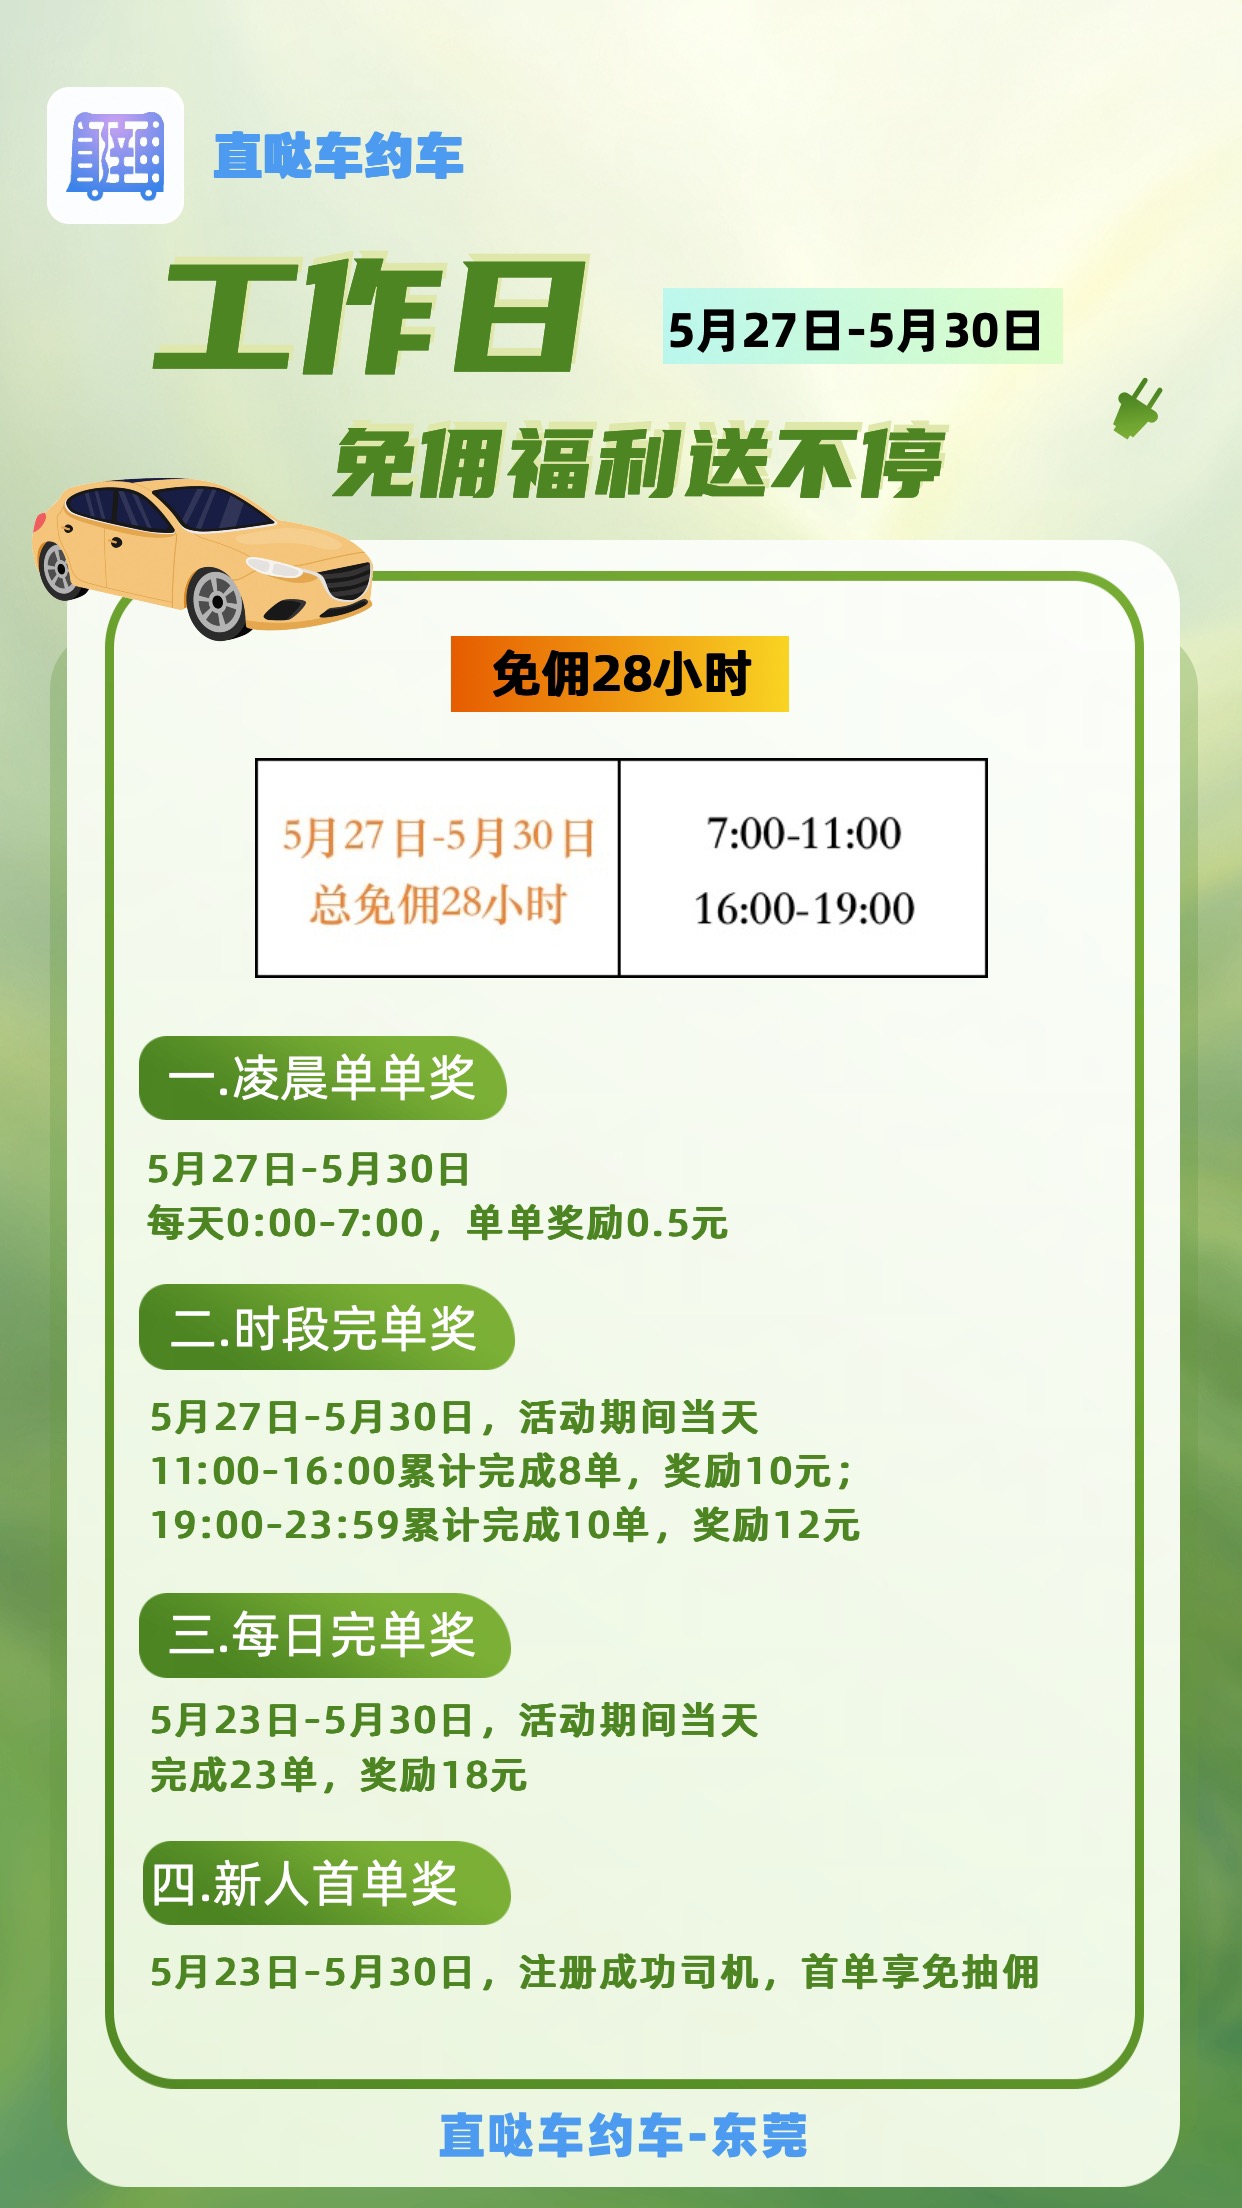 直哒车约车
工作日
5月27日-5月30日
免佣福利送不停
免佣28小时
5月27日-5月30日
总免佣28小时
7:00-11:00
16:00-19:00
一.凌晨单单奖
5月27日-5月30日
每天0:00-7:00，单单奖励0.5元
二.时段完单奖
5月27日-5月30日，活动期间当天
11:00-16:00累计完成8单，奖励10元；
19:00-23:59累计完成10单，奖励12元
三.每日完单奖
5月23日-5月30日，活动期间当天
完成23单，奖励18元
四.新人首单奖
5月23日-5月30日，注册成功司机，首单享免抽佣
直哒车约车-东莞